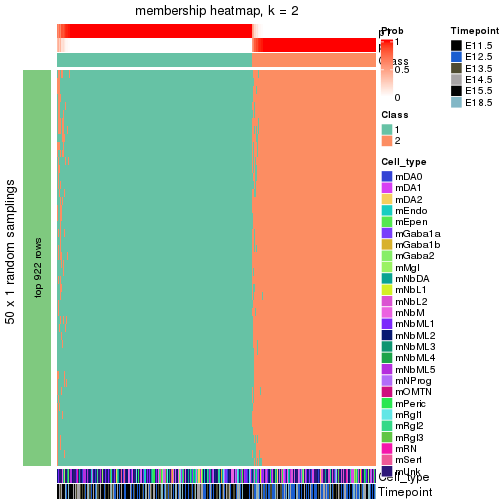 membership heatmap, k = 2
50 x 1 random samplings
top 922 rows
p1
Class
Cell_type
Timepoint
Prob
1
0.5
0
Class
1
2
Cell_type
mDA0
mDA1
mDA2
mEndo
mEpen
mGaba1a
mGaba1b
mGaba2
mMgl
mNbDA
mNbL1
mNbL2
mNbM
mNbML1
mNbML2
mNbML3
mNbML4
mNbML5
mNProg
mOMTN
mPeric
mRgl1
mRgl2
mRgl3
mRN
mSert
mUnk
Timepoint
E11.5
E12.5
E13.5
E14.5
E15.5
E18.5